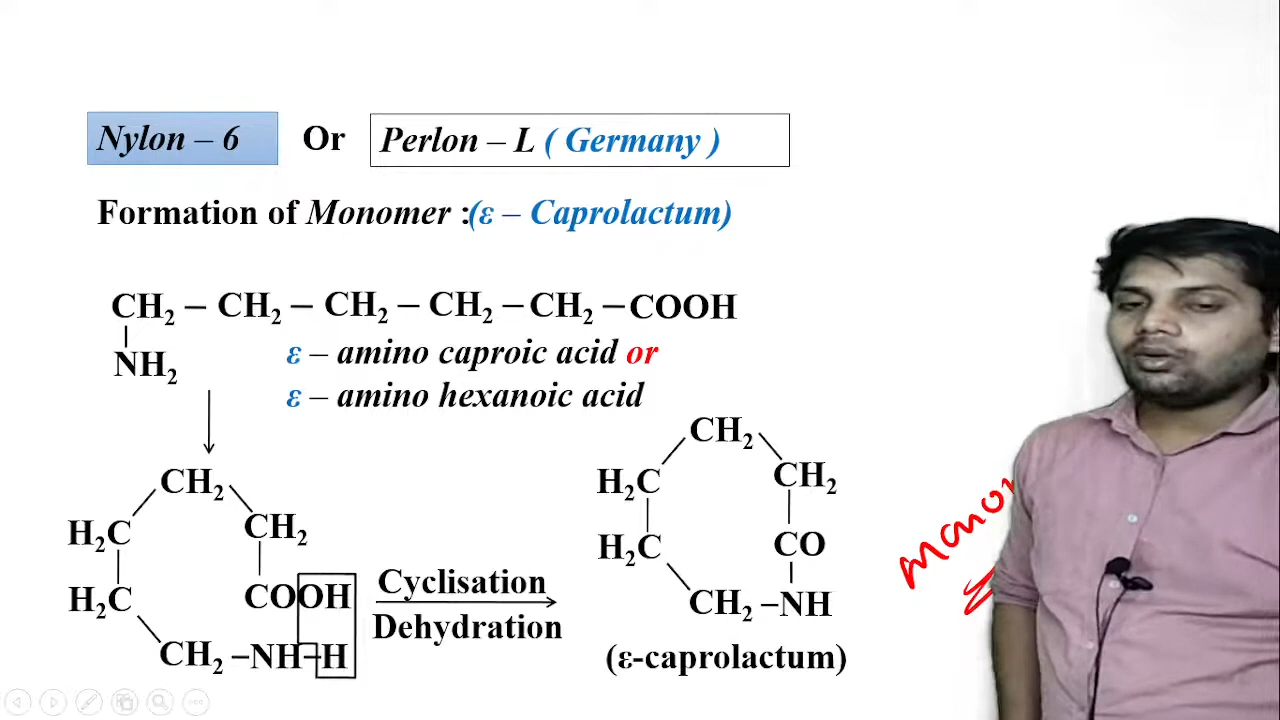 Nylon – 6 Or Perlon – L ( Germany )
Formation of Monomer :(ε – Caprolactum)
CH₂ – CH₂ – CH₂ – CH₂ – CH₂ – COOH
NH₂
ε – amino caproic acid or
ε – amino hexanoic acid
CH₂
H₂C CH₂
H₂C COOH
CH₂ –NH–H
Cyclisation
Dehydration
CH₂
H₂C CH₂
H₂C CO
CH₂ –NH
(ε-caprolactum)